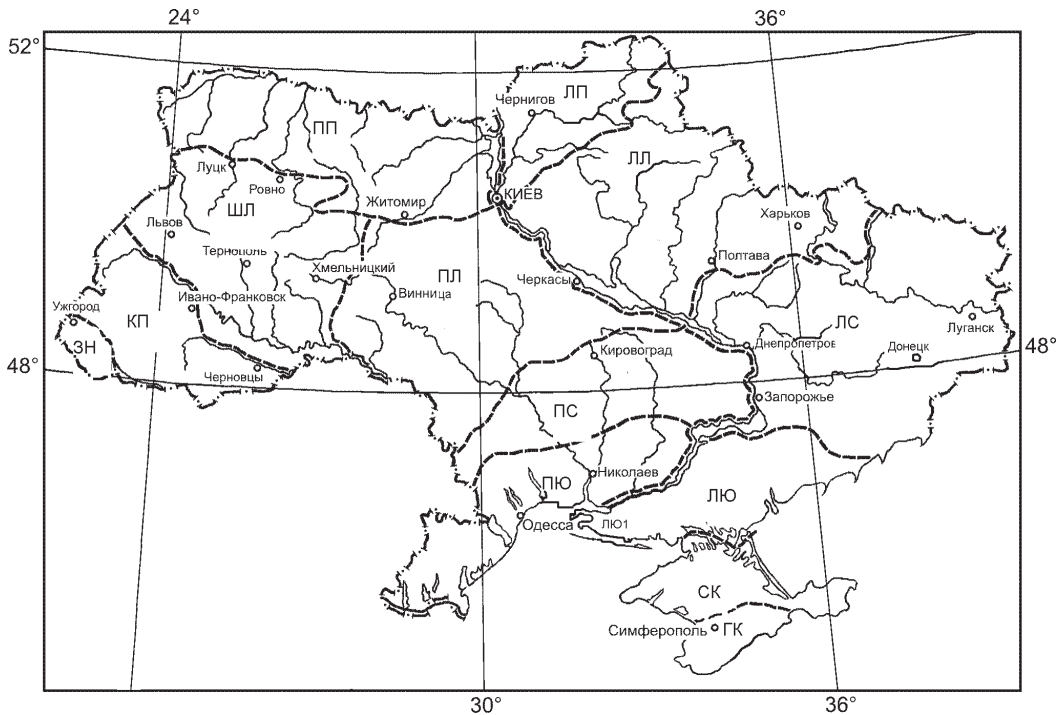 24°
36°
52°
Чернигов
ЛП
ПП
ЛЛ
Луцк
Ровно
КИЕВ
Житомир
ШЛ
Львов
Харьков
Тернополь
Полтава
Хмельницкий
ПЛ
Черкассы
Винница
Ивано-Франковск
Ужгород
КП
ЛС
Луганск
ЗН
Кировоград
Днепропетров
Донецк
48°
48°
Черновцы
Запорожье
ПС
Николаев
ПЮ
ЛЮ
Одесса
ЛЮ1
СК
Симферополь
ГК
30°
36°